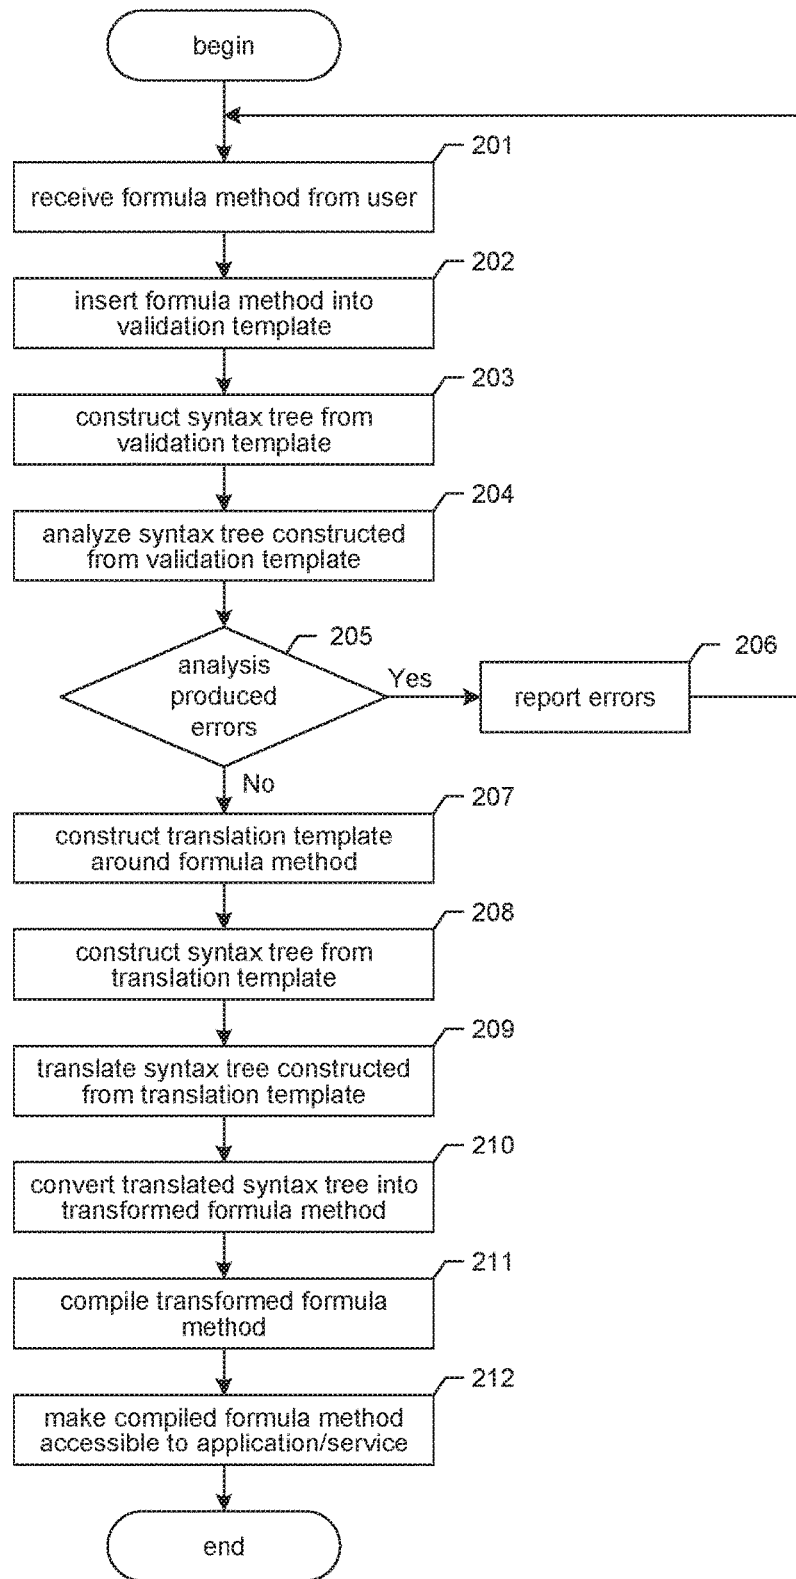 begin
201
receive formula method from user
202
insert formula method into
validation template
203
construct syntax tree from
validation template
204
analyze syntax tree constructed
from validation template
205
analysis
produced
errors
Yes
206
report errors
No
207
construct translation template
around formula method
208
construct syntax tree from
translation template
209
translate syntax tree constructed
from translation template
210
convert translated syntax tree into
transformed formula method
211
compile transformed formula
method
212
make compiled formula method
accessible to application/service
end